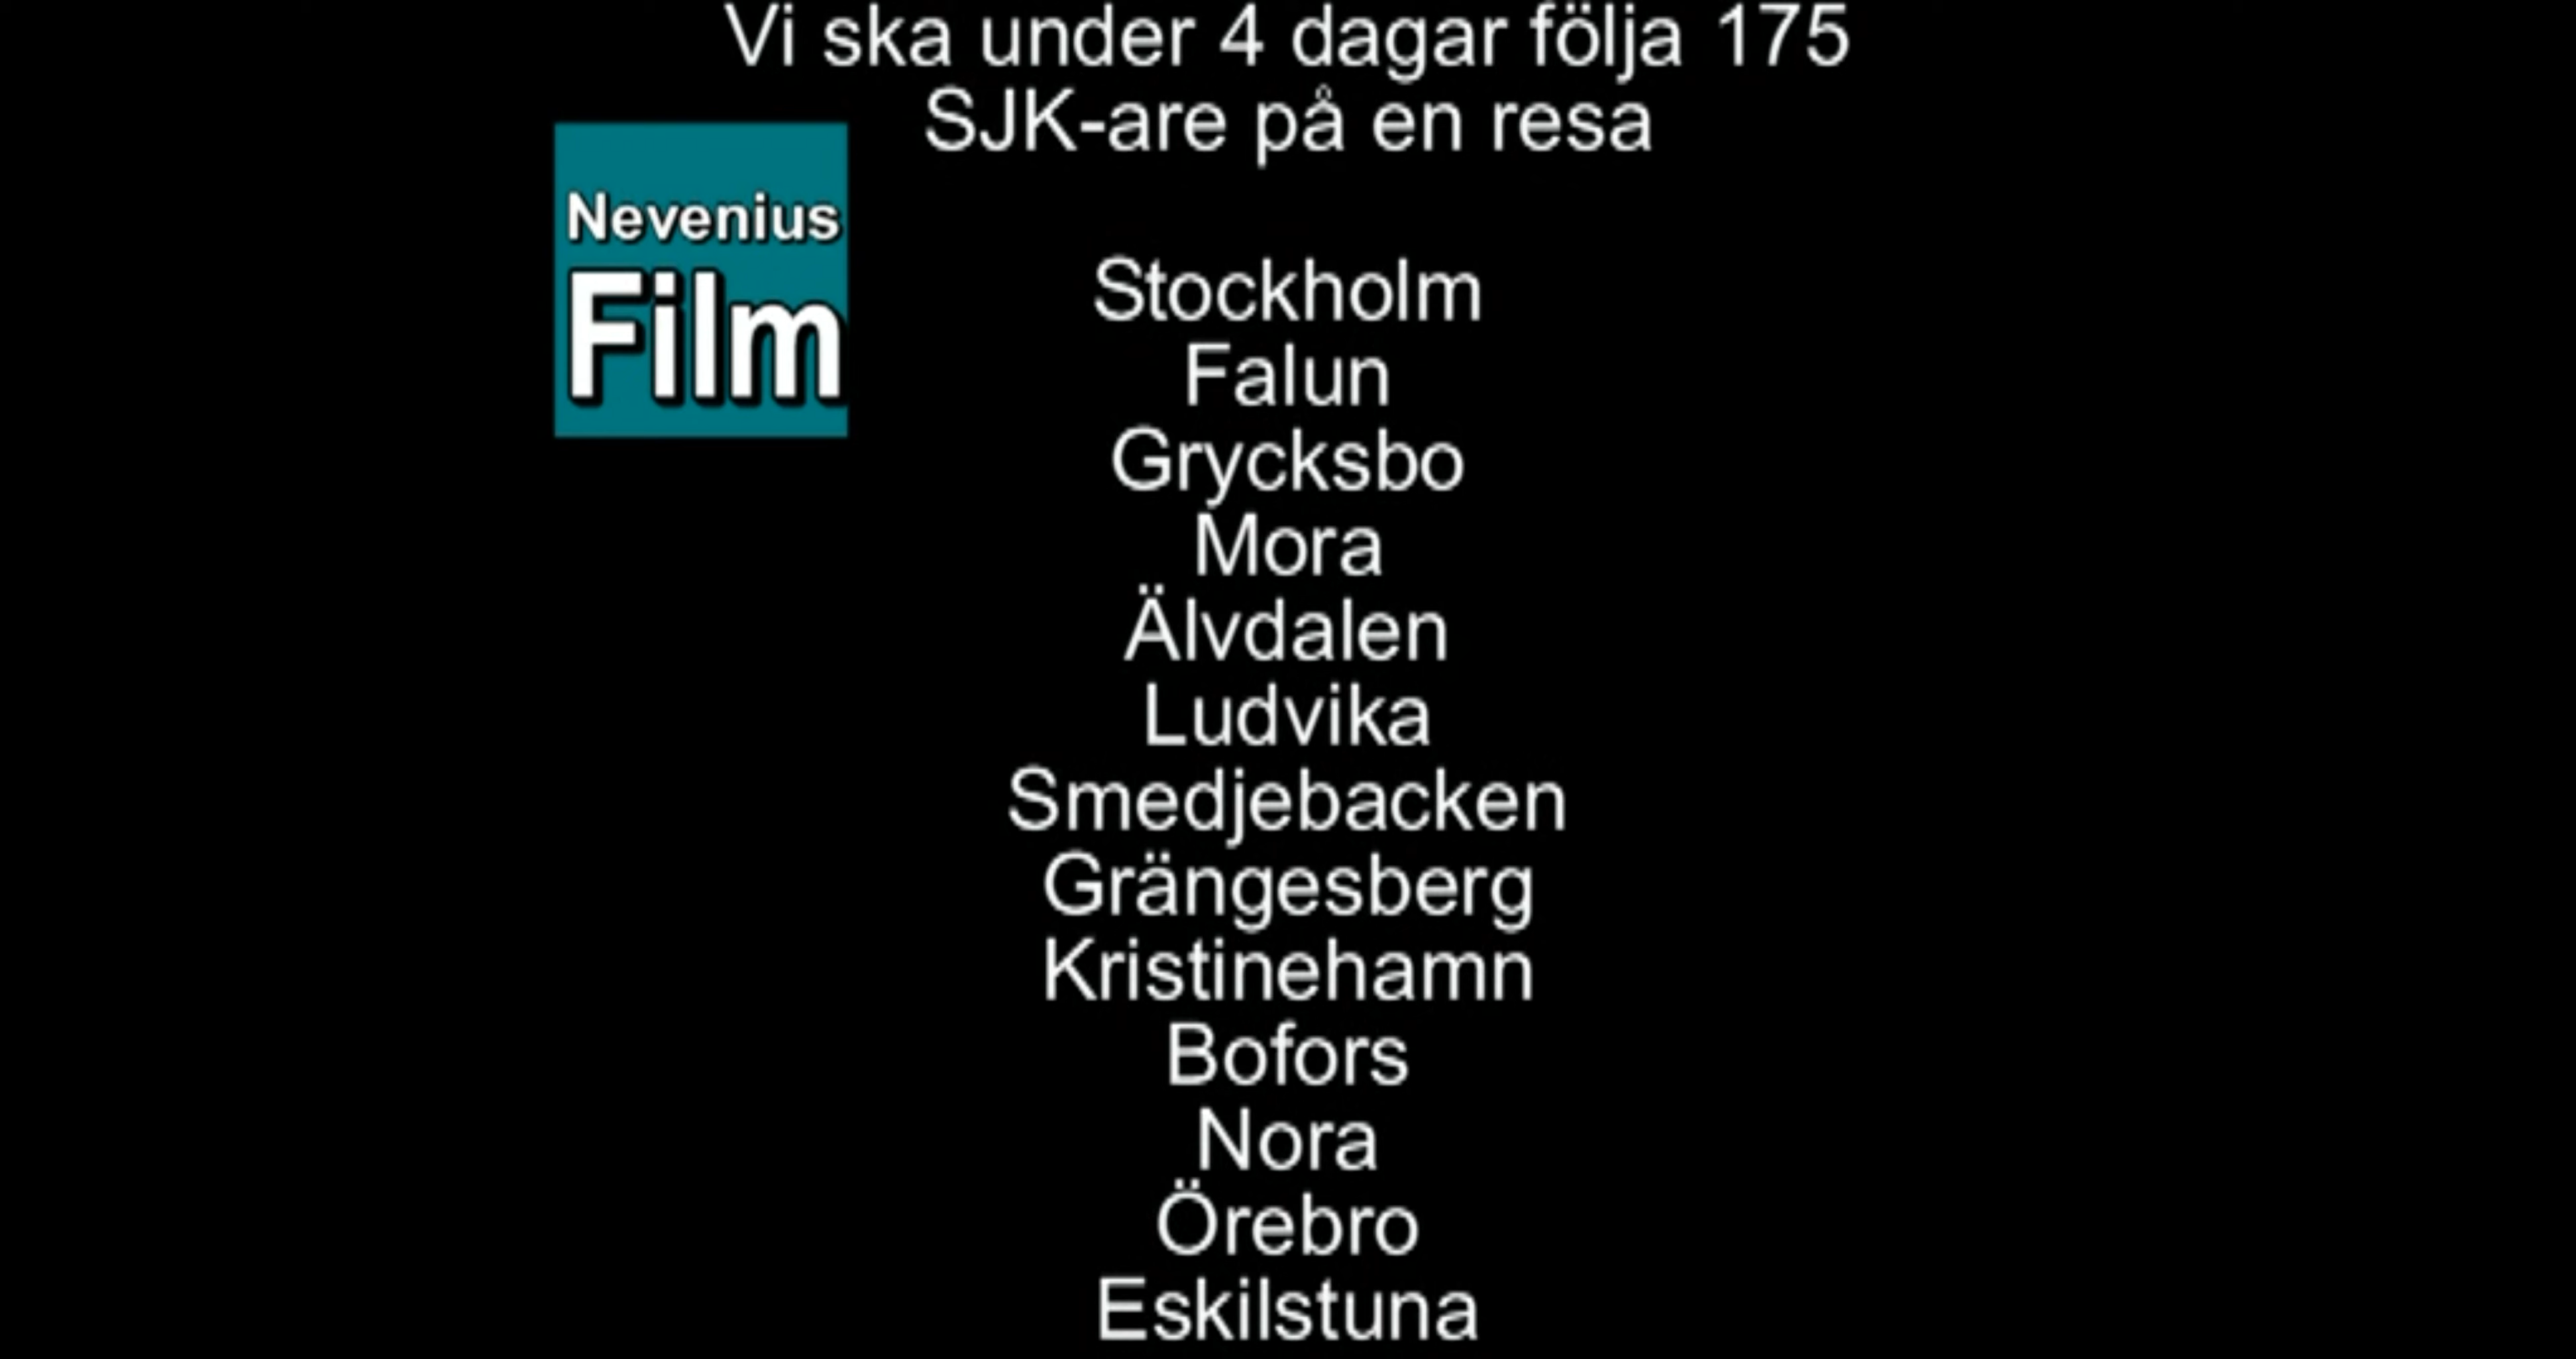 Vi ska under 4 dagar följa 175
SJK-are på en resa
Nevenius
Film
Stockholm
Falun
Grycksbo
Mora
Älvdalen
Ludvika
Smedjebacken
Grängesberg
Kristinehamn
Bofors
Nora
Örebro
Eskilstuna